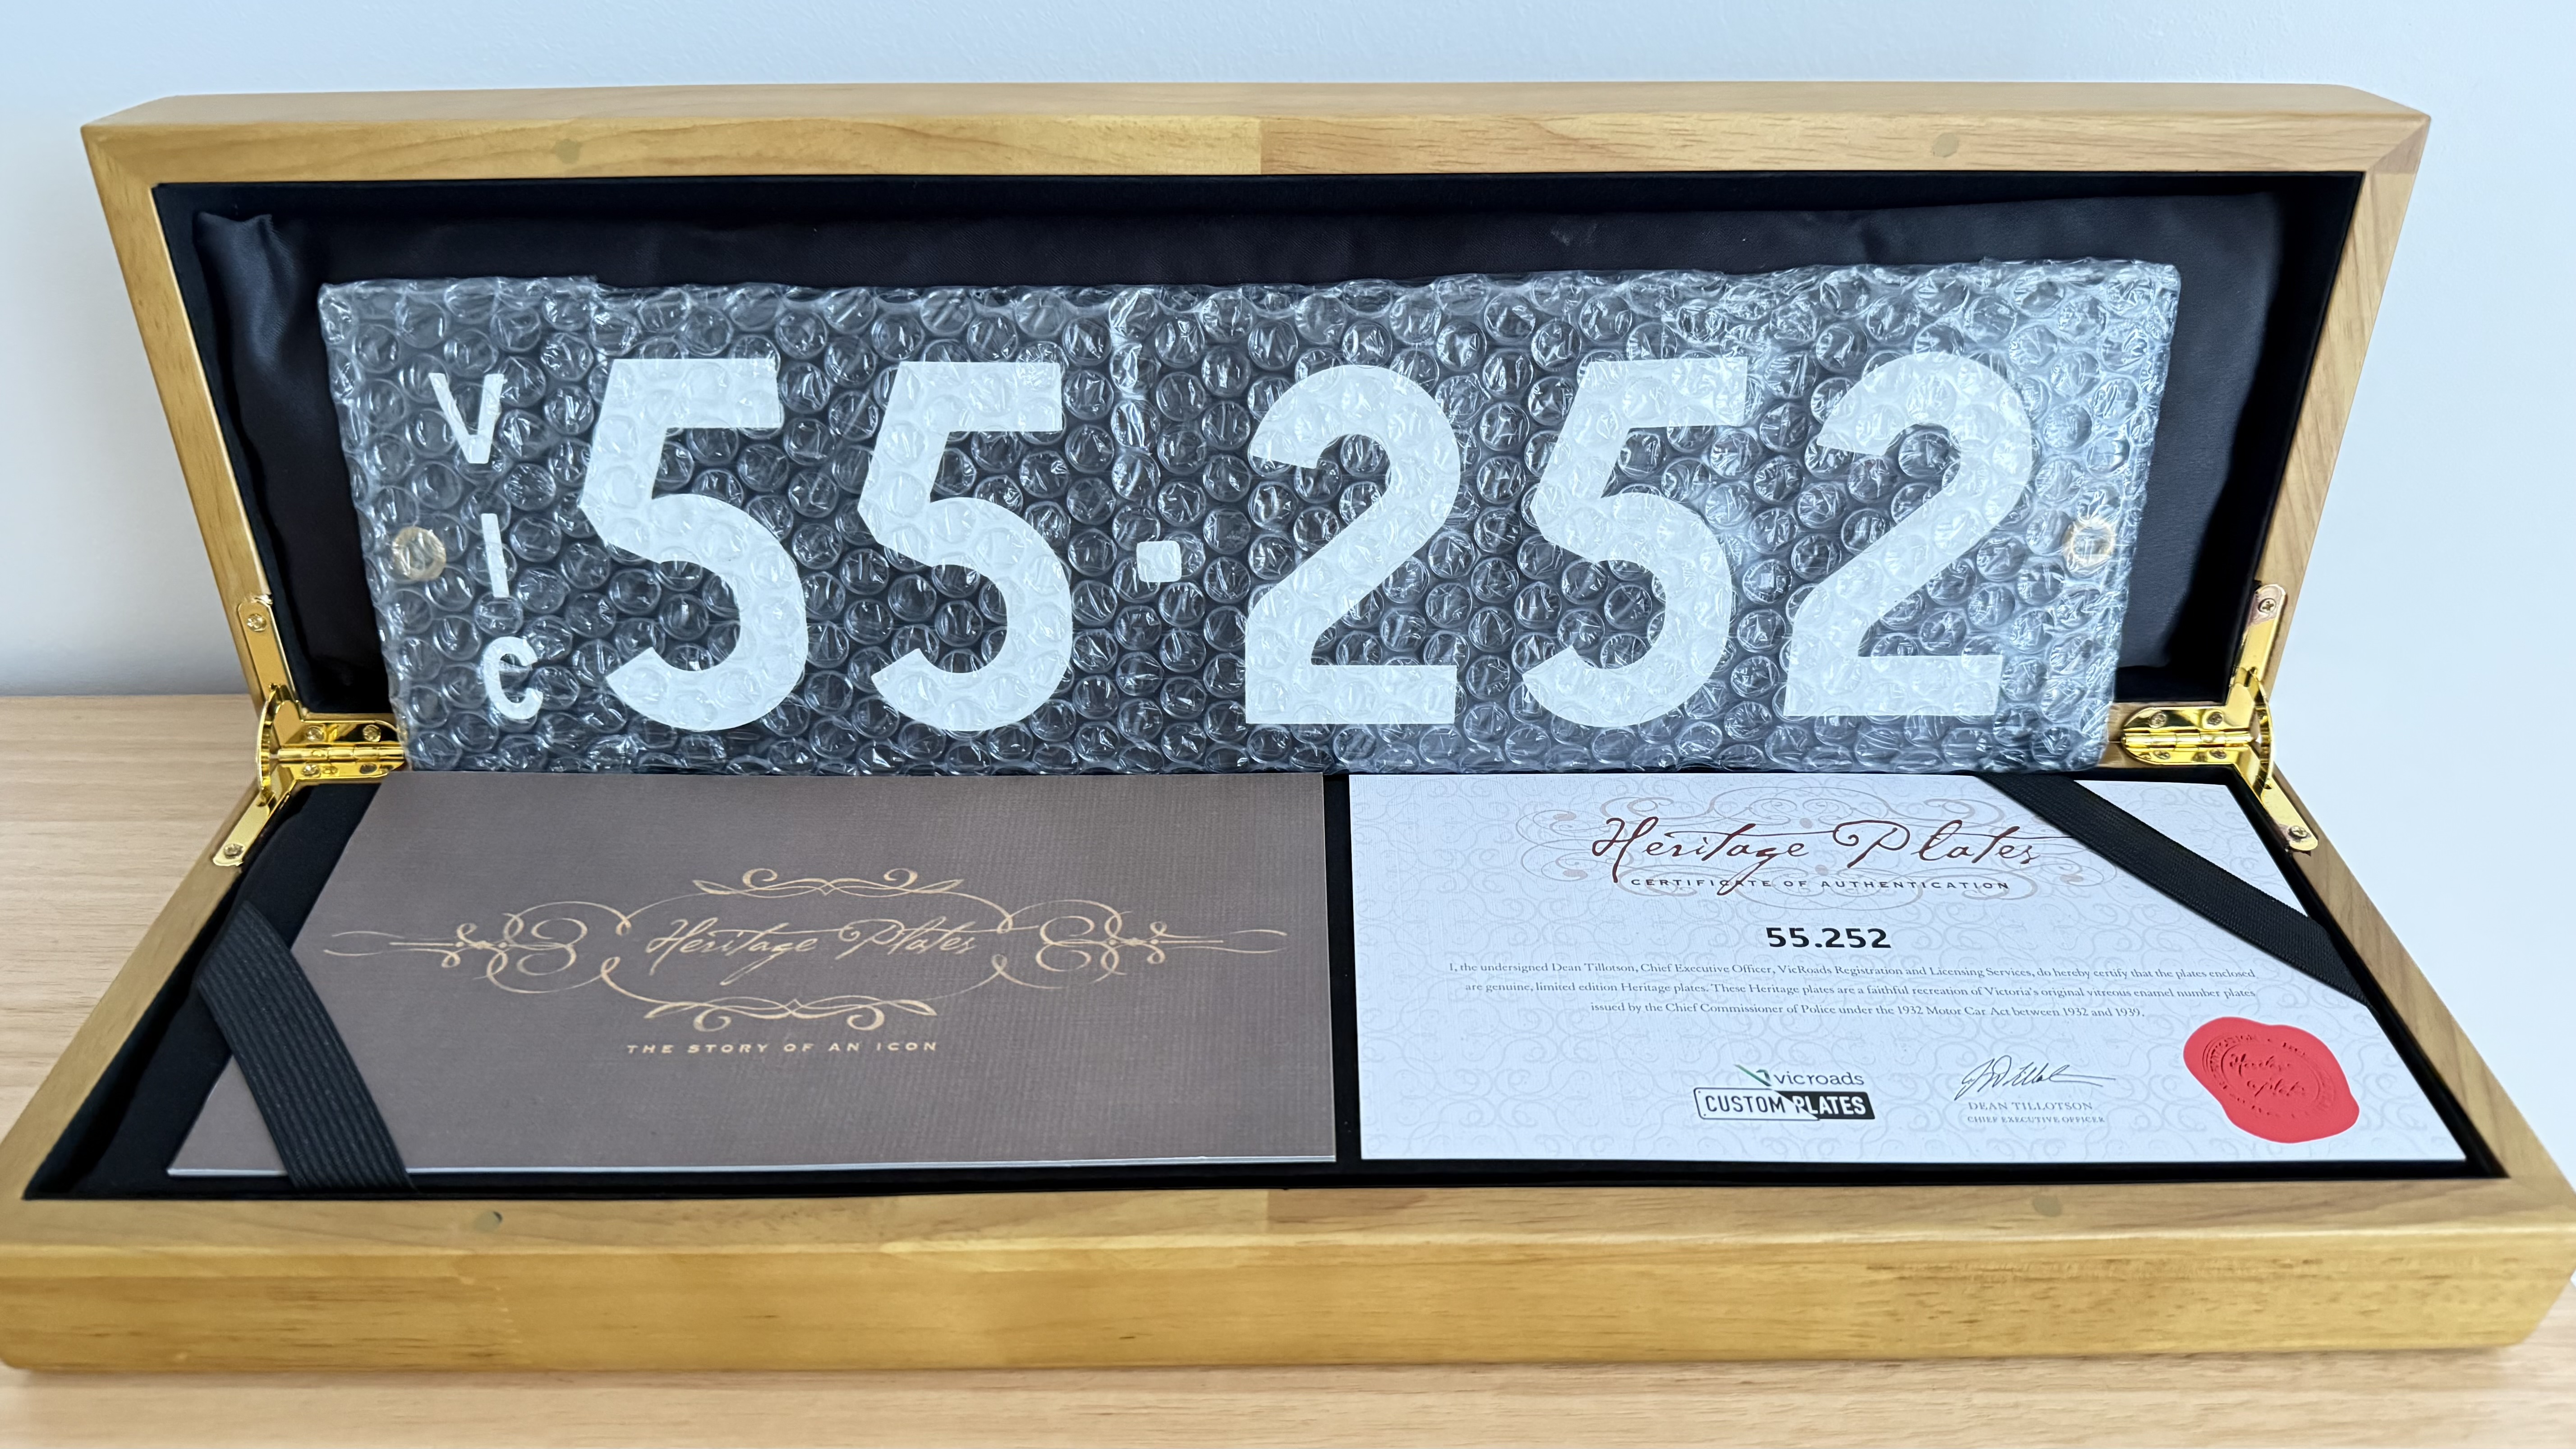 VIC 55·252
Heritage Plates
THE STORY OF AN ICON
Heritage Plates
CERTIFICATE OF AUTHENTICATION
55.252
I, the undersigned Dean Tillotson, Chief Executive Officer, VicRoads Registration and Licensing Services, do hereby certify that the plates enclosed
are genuine, limited edition Heritage plates. These Heritage plates are a faithful recreation of Victoria's original vitreous enamel number plates
issued by the Chief Commissioner of Police under the 1932 Motor Car Act between 1932 and 1939.
vicroads
CUSTOM PLATES
DEAN TILLOTSON
CHIEF EXECUTIVE OFFICER
Heritage
Plates